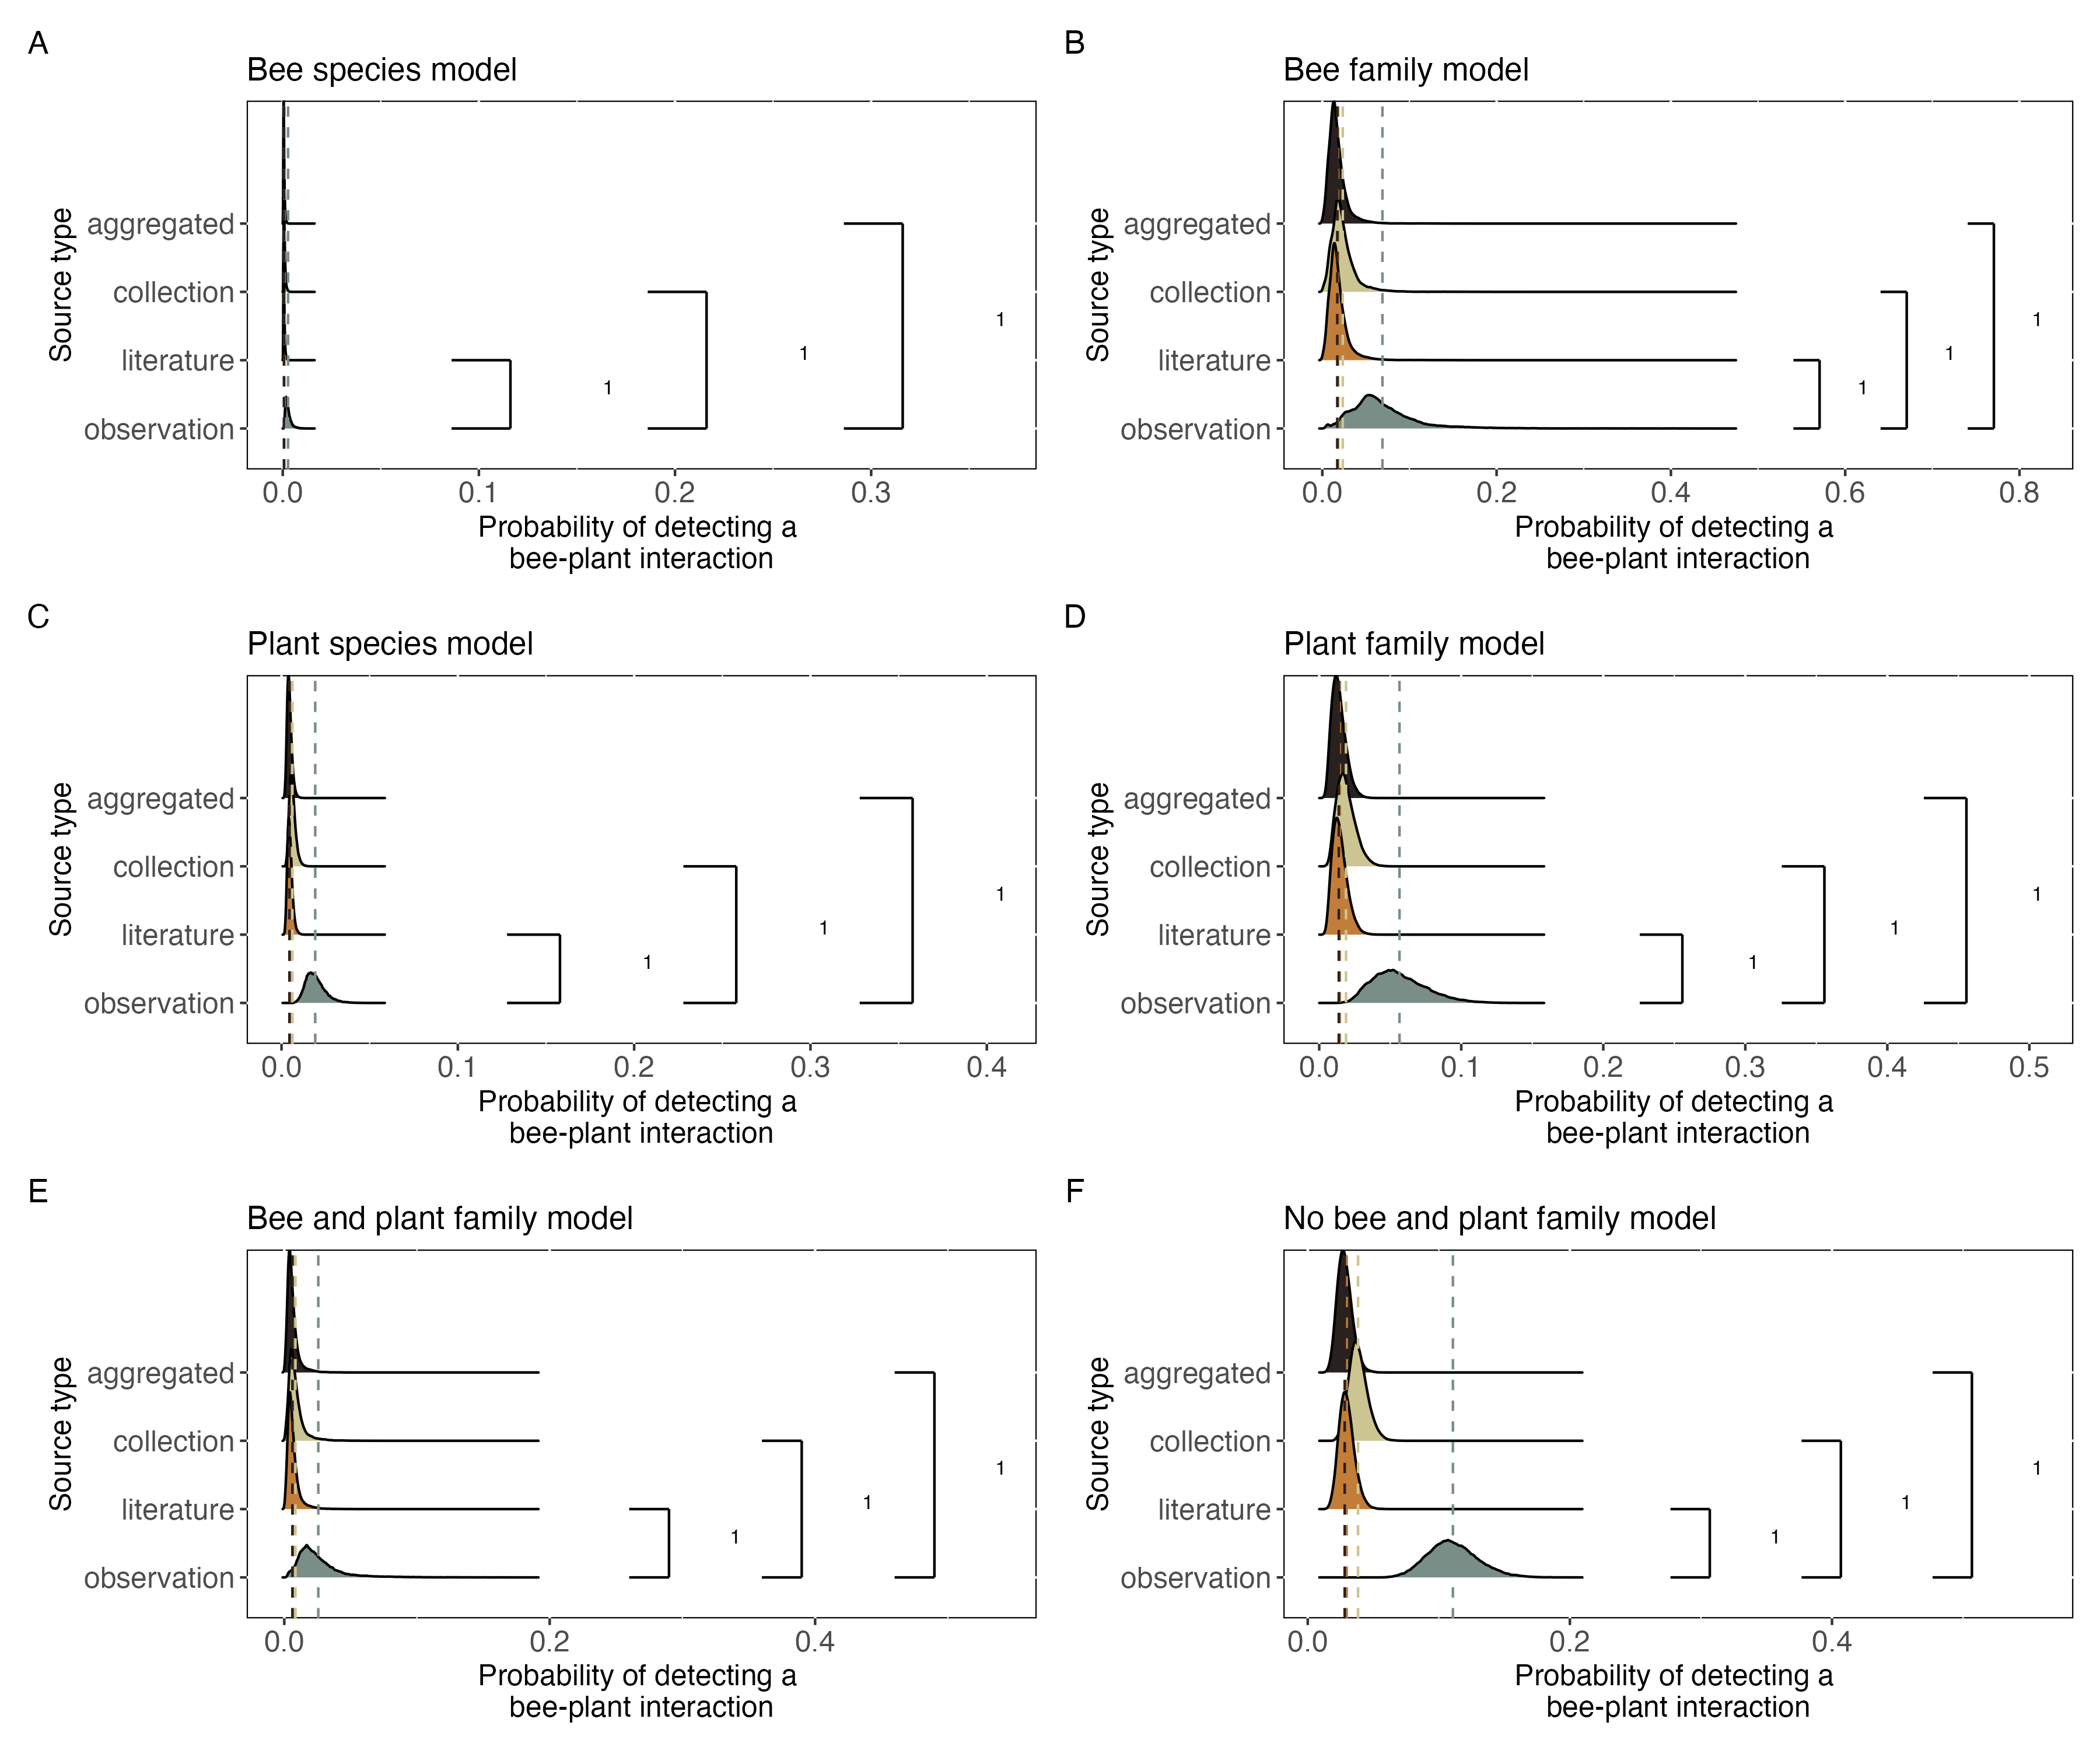 A
Bee species model
Source type
aggregated
collection
literature
observation
1
1
1
0.0 0.1 0.2 0.3
Probability of detecting a
bee-plant interaction
B
Bee family model
Source type
aggregated
collection
literature
observation
1
1
1
0.0 0.2 0.4 0.6 0.8
Probability of detecting a
bee-plant interaction
C
Plant species model
Source type
aggregated
collection
literature
observation
1
1
1
0.0 0.1 0.2 0.3 0.4
Probability of detecting a
bee-plant interaction
D
Plant family model
Source type
aggregated
collection
literature
observation
1
1
1
0.0 0.1 0.2 0.3 0.4 0.5
Probability of detecting a
bee-plant interaction
E
Bee and plant family model
Source type
aggregated
collection
literature
observation
1
1
1
0.0 0.2 0.4
Probability of detecting a
bee-plant interaction
F
No bee and plant family model
Source type
aggregated
collection
literature
observation
1
1
1
0.0 0.2 0.4
Probability of detecting a
bee-plant interaction